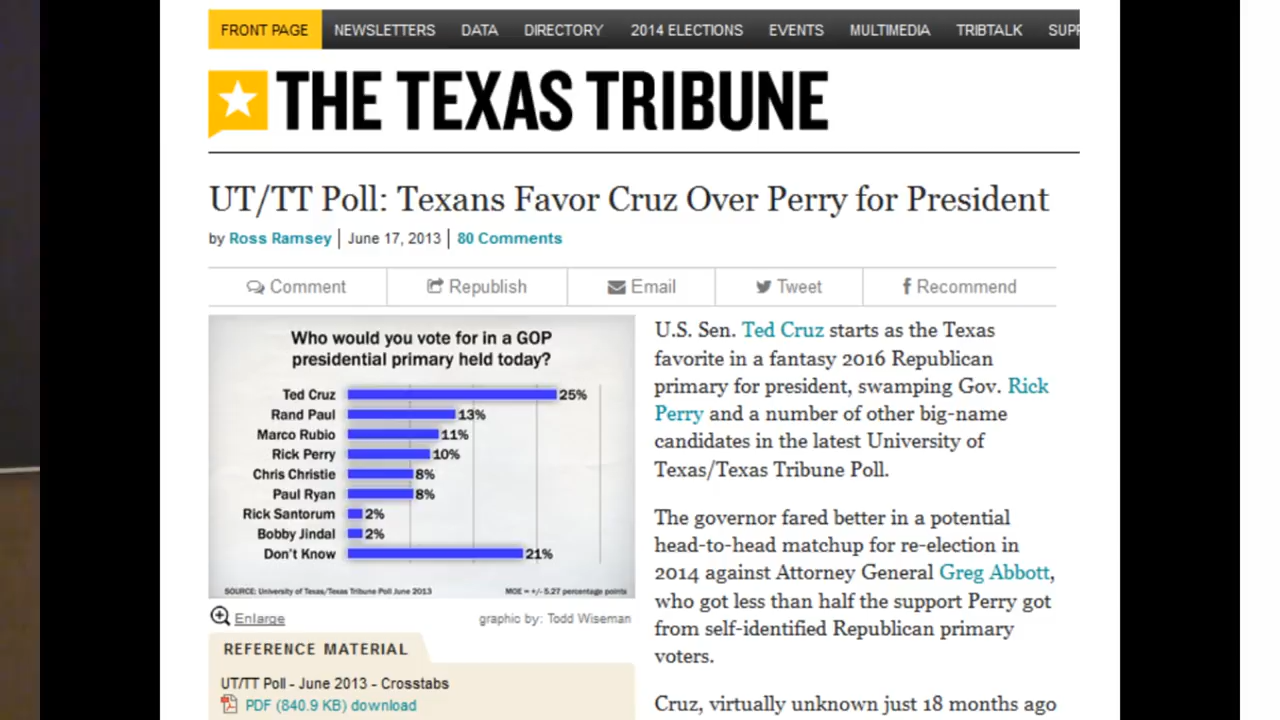 FRONT PAGE NEWSLETTERS DATA DIRECTORY 2014 ELECTIONS EVENTS MULTIMEDIA TRIBTALK
THE TEXAS TRIBUNE
UT/TT Poll: Texans Favor Cruz Over Perry for President
by Ross Ramsey | June 17, 2013 | 80 Comments
Comment Republish Email Tweet Recommend
Who would you vote for in a GOP
presidential primary held today?
Ted Cruz 25%
Rand Paul 13%
Marco Rubio 11%
Rick Perry 10%
Chris Christie 8%
Paul Ryan 8%
Rick Santorum 2%
Bobby Jindal 2%
Don't Know 21%
SOURCE: University of Texas/Texas Tribune Poll June 2013 MOE = +/- 5.27 percentage points
Enlarge graphic by: Todd Wiseman
REFERENCE MATERIAL
UT/TT Poll - June 2013 - Crosstabs
PDF (840.9 KB) download
U.S. Sen. Ted Cruz starts as the Texas
favorite in a fantasy 2016 Republican
primary for president, swamping Gov. Rick
Perry and a number of other big-name
candidates in the latest University of
Texas/Texas Tribune Poll.
The governor fared better in a potential
head-to-head matchup for re-election in
2014 against Attorney General Greg Abbott,
who got less than half the support Perry got
from self-identified Republican primary
voters.
Cruz, virtually unknown just 18 months ago